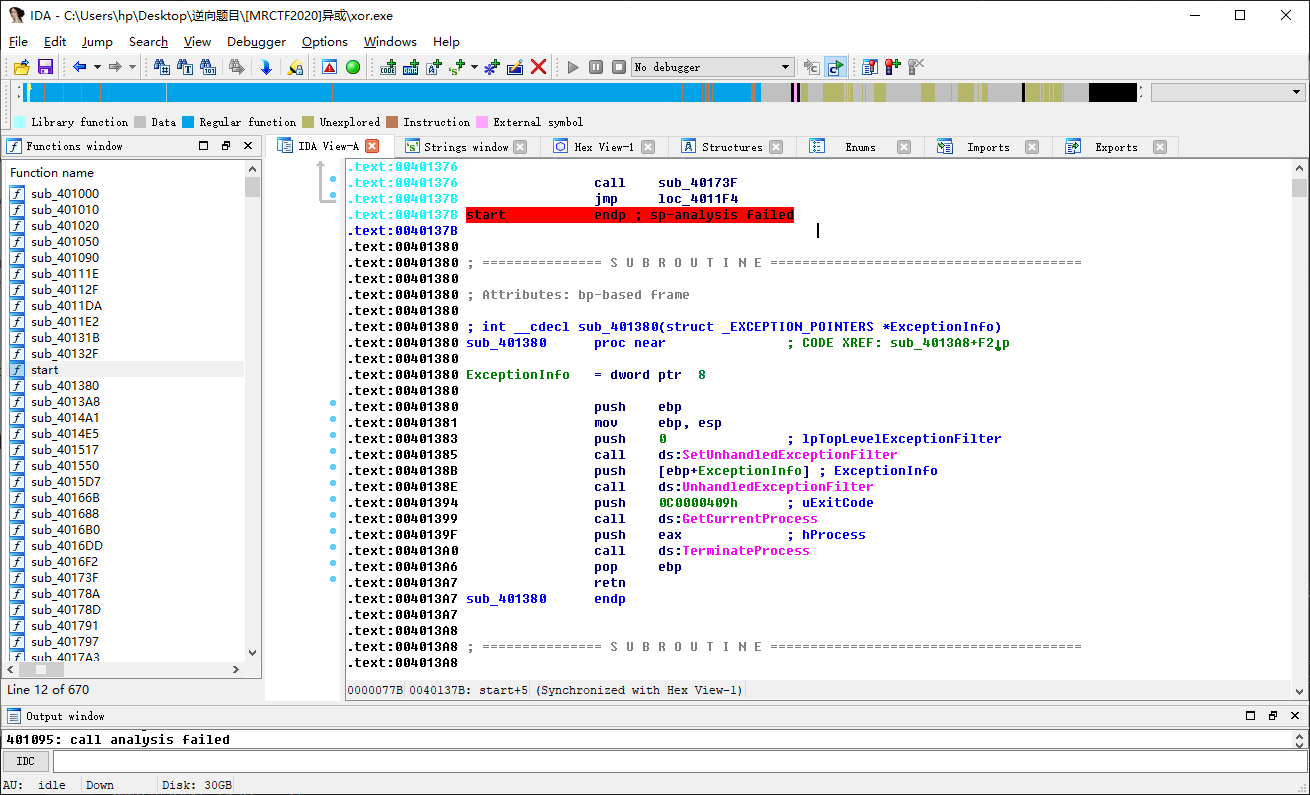 IDA - C:\Users\hp\Desktop\逆向题目\[MRCTF2020]异或\xor.exe
File Edit Jump Search View Debugger Options Windows Help
No debugger
Library function Data Regular function Unexplored Instruction External symbol
Functions window
IDA View-A Strings window Hex View-1 Structures Enums Imports Exports
Function name
sub_401000
sub_401010
sub_401020
sub_401050
sub_401090
sub_40111E
sub_40112F
sub_4011DA
sub_4011E2
sub_40131B
sub_40132F
start
sub_401380
sub_4013A8
sub_4014A1
sub_4014E5
sub_401517
sub_401550
sub_4015D7
sub_40166B
sub_401688
sub_4016B0
sub_4016DD
sub_4016F2
sub_40173F
sub_40178A
sub_40178D
sub_401791
sub_401797
sub_4017A3
Line 12 of 670
.text:00401376
.text:00401376 call sub_40173F
.text:0040137B jmp loc_4011F4
.text:0040137B start endp ; sp-analysis failed
.text:0040137B
.text:00401380
.text:00401380 ; =============== S U B R O U T I N E =======================================
.text:00401380
.text:00401380 ; Attributes: bp-based frame
.text:00401380
.text:00401380 ; int __cdecl sub_401380(struct _EXCEPTION_POINTERS *ExceptionInfo)
.text:00401380 sub_401380 proc near ; CODE XREF: sub_4013A8+F2↓p
.text:00401380
.text:00401380 ExceptionInfo = dword ptr 8
.text:00401380
.text:00401380 push ebp
.text:00401381 mov ebp, esp
.text:00401383 push 0 ; lpTopLevelExceptionFilter
.text:00401385 call ds:SetUnhandledExceptionFilter
.text:0040138B push [ebp+ExceptionInfo] ; ExceptionInfo
.text:0040138E call ds:UnhandledExceptionFilter
.text:00401394 push 0C0000409h ; uExitCode
.text:00401399 call ds:GetCurrentProcess
.text:0040139F push eax ; hProcess
.text:004013A0 call ds:TerminateProcess
.text:004013A6 pop ebp
.text:004013A7 retn
.text:004013A7 sub_401380 endp
.text:004013A7
.text:004013A8
.text:004013A8 ; =============== S U B R O U T I N E =======================================
.text:004013A8
0000077B 0040137B: start+5 (Synchronized with Hex View-1)
Output window
401095: call analysis failed
IDC
AU: idle Down Disk: 30GB